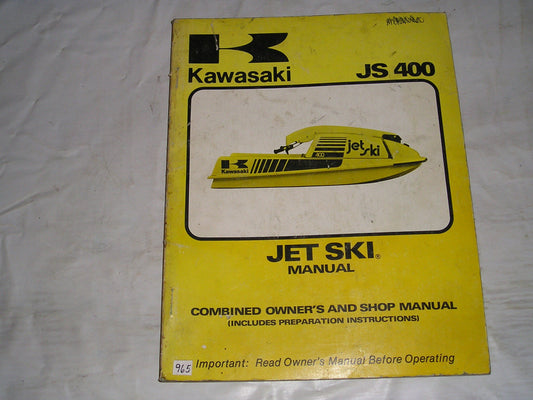 Kawasaki JS 400
jet
ski
400
Kawasaki
JET SKI®
MANUAL
COMBINED OWNER'S AND SHOP MANUAL
(INCLUDES PREPARATION INSTRUCTIONS)
965
Important: Read Owner's Manual Before Operating